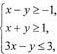 x-y≥-1,
x+y≥1,
3x-y≤3,